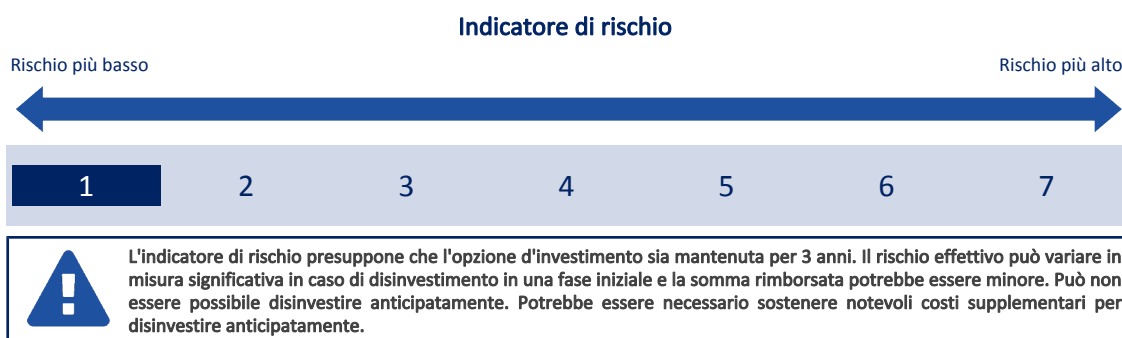 Indicatore di rischio
Rischio più basso
Rischio più alto
1 2 3 4 5 6 7
L'indicatore di rischio presuppone che l'opzione d'investimento sia mantenuta per 3 anni. Il rischio effettivo può variare in
misura significativa in caso di disinvestimento in una fase iniziale e la somma rimborsata potrebbe essere minore. Può non
essere possibile disinvestire anticipatamente. Potrebbe essere necessario sostenere notevoli costi supplementari per
disinvestire anticipatamente.